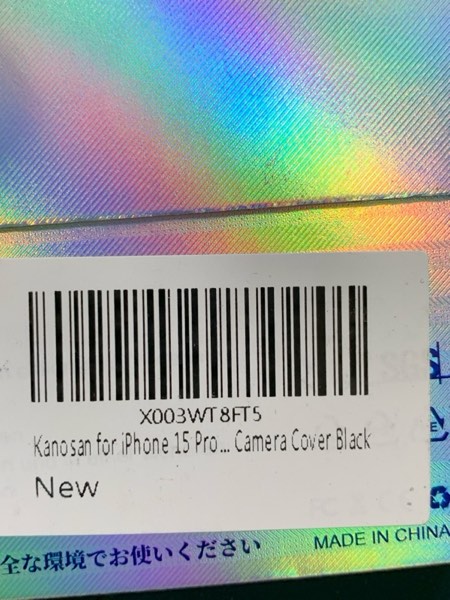 X003WT8FT5
Kanosan for iPhone 15 Pro... Camera Cover Black
New
全な環境でお使いください
MADE IN CHINA